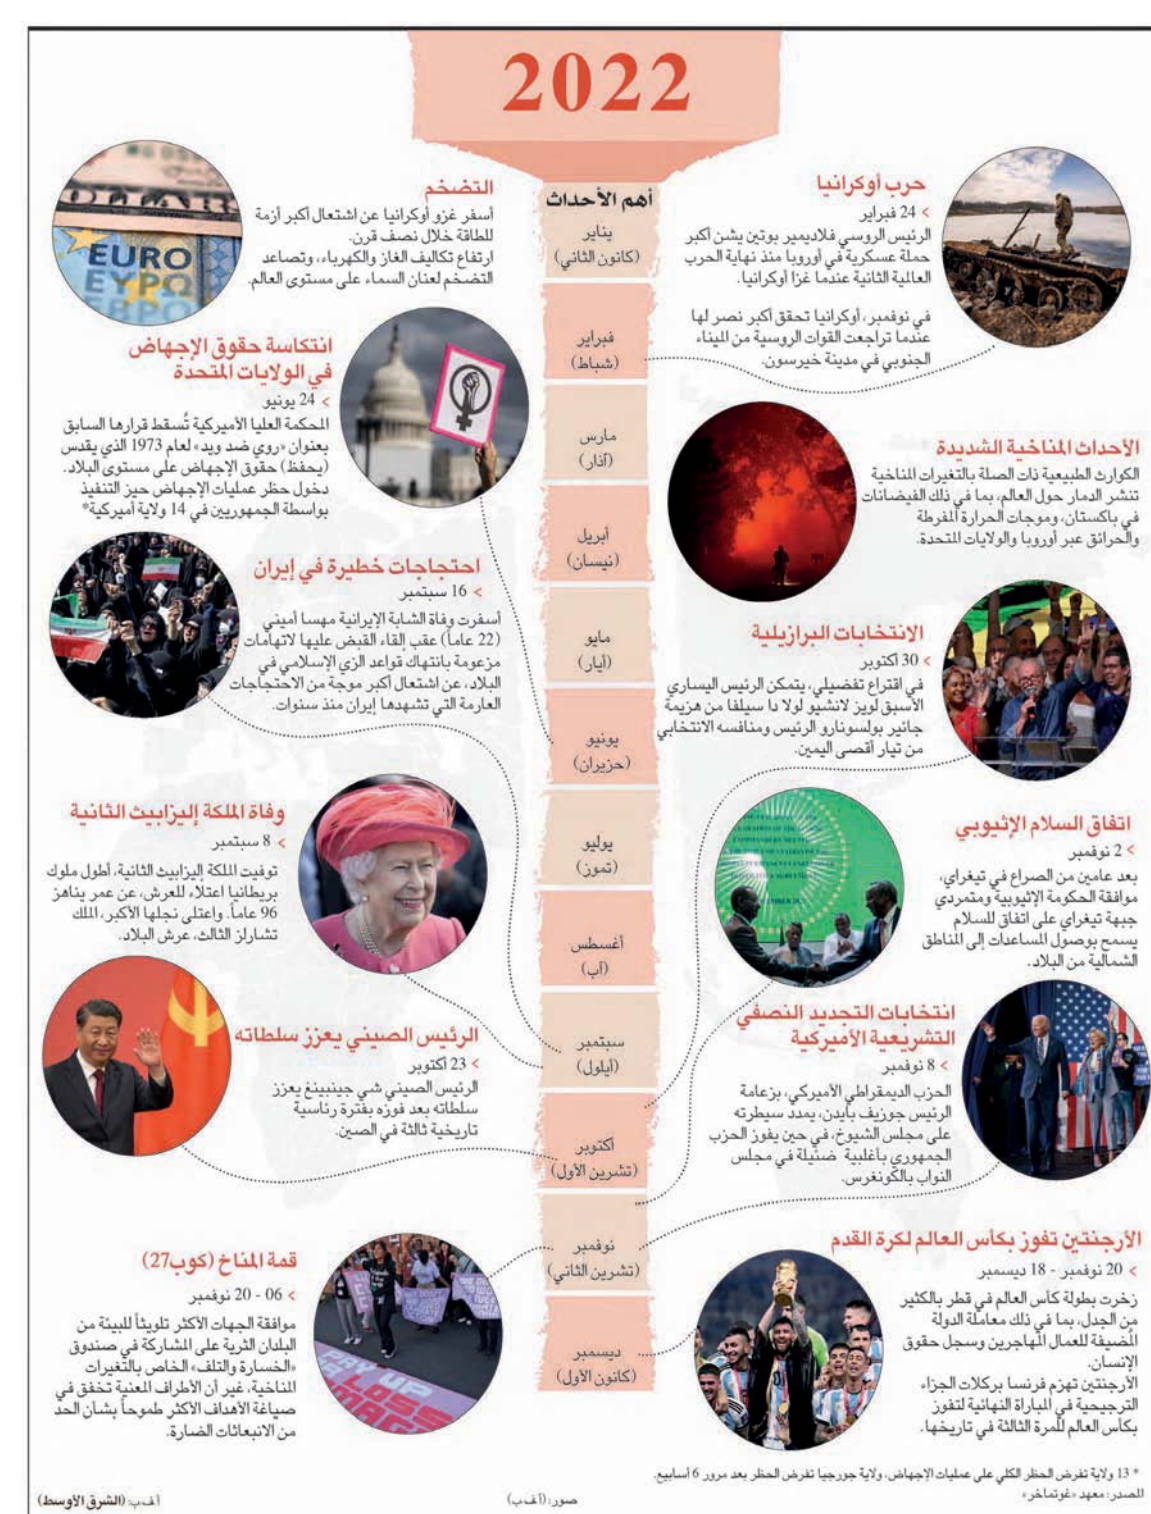 2022
أهم الأحداث
يناير
(كانون الثاني)
فبراير
(شباط)
مارس
(آذار)
أبريل
(نيسان)
مايو
(أيار)
يونيو
(حزيران)
يوليو
(تموز)
أغسطس
(آب)
سبتمبر
(أيلول)
أكتوبر
(تشرين الأول)
نوفمبر
(تشرين الثاني)
ديسمبر
(كانون الأول)
حرب أوكرانيا
> 24 فبراير
الرئيس الروسي فلاديمير بوتين يشن أكبر
حملة عسكرية في أوروبا منذ نهاية الحرب
العالمية الثانية عندما غزا أوكرانيا.
في نوفمبر، أوكرانيا تحقق أكبر نصر لها
عندما تراجعت القوات الروسية من الميناء
الجنوبي في مدينة خيرسون.
التضخم
أسفر غزو أوكرانيا عن اشتعال أكبر أزمة
للطاقة خلال نصف قرن.
ارتفاع تكاليف الغاز والكهرباء، وتصاعد
التضخم لعنان السماء على مستوى العالم.
EURO
ΕΥΡΩ
انتكاسة حقوق الإجهاض
في الولايات المتحدة
> 24 يونيو
المحكمة العليا الأميركية تُسقط قرارها السابق
بعنوان «روي ضد ويد» لعام 1973 الذي يقدس
(يحفظ) حقوق الإجهاض على مستوى البلاد.
دخول حظر عمليات الإجهاض حيز التنفيذ
بواسطة الجمهوريين في 14 ولاية أميركية*
الأحداث المناخية الشديدة
الكوارث الطبيعية ذات الصلة بالتغيرات المناخية
تنشر الدمار حول العالم، بما في ذلك الفيضانات
في باكستان، وموجات الحرارة المفرطة
والحرائق عبر أوروبا والولايات المتحدة.
احتجاجات خطيرة في إيران
> 16 سبتمبر
أسفرت وفاة الشابة الإيرانية مهسا أميني
(22 عاماً) عقب إلقاء القبض عليها لاتهامات
مزعومة بانتهاك قواعد الزي الإسلامي في
البلاد، عن اشتعال أكبر موجة من الاحتجاجات
العارمة التي تشهدها إيران منذ سنوات.
الانتخابات البرازيلية
> 30 أكتوبر
في اقتراع تفضيلي، يتمكن الرئيس اليساري
الأسبق لويز لانشيو لولا دا سيلفا من هزيمة
جائير بولسونارو الرئيس ومنافسه الانتخابي
من تيار أقصى اليمين.
وفاة الملكة إليزابيث الثانية
> 8 سبتمبر
توفيت الملكة إليزابيث الثانية، أطول ملوك
بريطانيا اعتلاء للعرش، عن عمر يناهز
96 عاماً. واعتلى نجلها الأكبر، الملك
تشارلز الثالث، عرش البلاد.
اتفاق السلام الإثيوبي
> 2 نوفمبر
بعد عامين من الصراع في تيغراي،
موافقة الحكومة الإثيوبية ومتمردي
جبهة تيغراي على اتفاق للسلام
يسمح بوصول المساعدات إلى المناطق
الشمالية من البلاد.
الرئيس الصيني يعزز سلطاته
> 23 أكتوبر
الرئيس الصيني شي جينبينغ يعزز
سلطاته بعد فوزه بفترة رئاسية
تاريخية ثالثة في الصين.
انتخابات التجديد النصفي
التشريعية الأميركية
> 8 نوفمبر
الحزب الديمقراطي الأميركي، بزعامة
الرئيس جوزيف بايدن، يمدد سيطرته
على مجلس الشيوخ، في حين يفوز الحزب
الجمهوري بأغلبية ضئيلة في مجلس
النواب بالكونغرس.
قمة المناخ (كوب27)
> 06 - 20 نوفمبر
موافقة الجهات الأكثر تلويثاً للبيئة من
البلدان الثرية على المشاركة في صندوق
«الخسارة والتلف» الخاص بالتغيرات
المناخية، غير أن الأطراف المعنية تخفق في
صياغة الأهداف الأكثر طموحاً بشأن الحد
من الانبعاثات الضارة.
الأرجنتين تفوز بكأس العالم لكرة القدم
> 20 نوفمبر - 18 ديسمبر
زخرت بطولة كأس العالم في قطر بالكثير
من الجدل، بما في ذلك معاملة الدولة
المُضيفة للعمال المهاجرين وسجل حقوق
الإنسان.
الأرجنتين تهزم فرنسا بركلات الجزاء
الترجيحية في المباراة النهائية لتفوز
بكأس العالم للمرة الثالثة في تاريخها.
* 13 ولاية تفرض الحظر الكلي على عمليات الإجهاض، ولاية جورجيا تفرض الحظر بعد مرور 6 أسابيع.
المصدر: معهد «غوتماخر»
صور: (أ ف ب)
أ ف ب: (الشرق الأوسط)